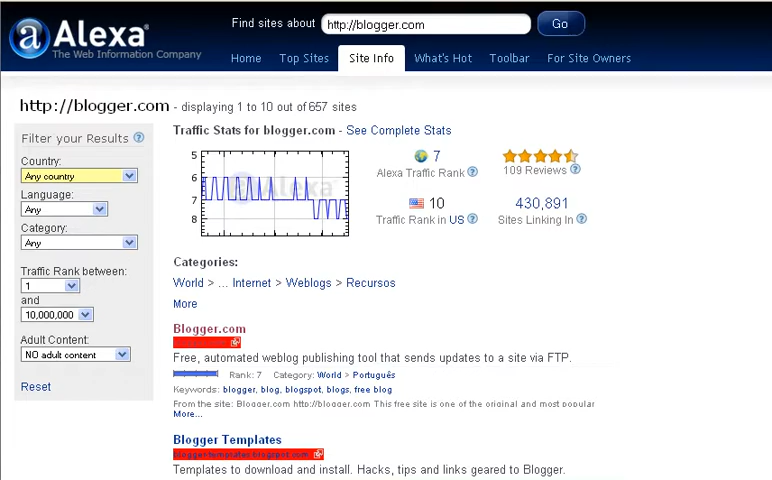 Alexa®
The Web Information Company
Find sites about http://blogger.com Go
Home Top Sites Site Info What's Hot Toolbar For Site Owners
http://blogger.com - displaying 1 to 10 out of 657 sites
Filter your Results ?
Country:
Any country
Language:
Any
Category:
Any
Traffic Rank between:
1
and
10,000,000
Adult Content:
NO adult content
Reset
Traffic Stats for blogger.com - See Complete Stats
5
6
7
8
Alexa
7
Alexa Traffic Rank ?
109 Reviews ?
10
Traffic Rank in US ?
430,891
Sites Linking In ?
Categories:
World > ... Internet > Weblogs > Recursos
More
Blogger.com
Free, automated weblog publishing tool that sends updates to a site via FTP.
Rank: 7 Category: World > Português
Keywords: blogger, blog, blogspot, blogs, free blog
From the site: Blogger.com http://blogger.com This free site is one of the original and most popular
More...
Blogger Templates
bloggertemplates.blogspot.com
Templates to download and install. Hacks, tips and links geared to Blogger.